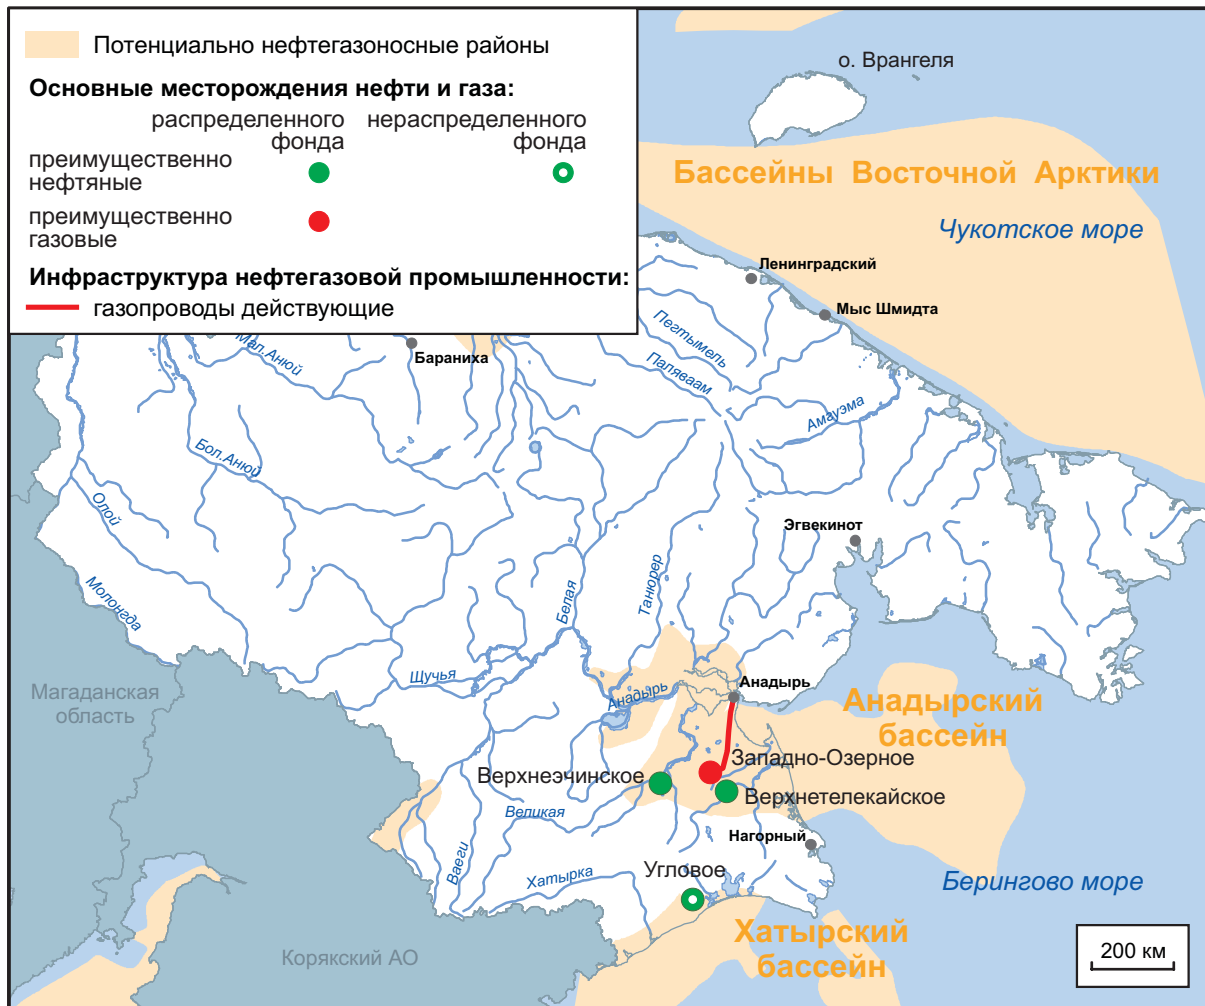 Потенциально нефтегазоносные районы
Основные месторождения нефти и газа:
распределенного
фонда
нераспределенного
фонда
преимущественно
нефтяные
преимущественно
газовые
Инфраструктура нефтегазовой промышленности:
газопроводы действующие
о. Врангеля
Бассейны Восточной Арктики
Чукотское море
Ленинградский
Мыс Шмидта
Пегтымель
Паляваам
Мал.Анюй
Бараниха
Амауэма
Бол.Анюй
Олой
Эгвекинот
Молонгда
Белая
Танюрер
Щучья
Магаданская
область
Анадырь
Анадырь
Анадырский
бассейн
Западно-Озерное
Верхнеэчинское
Верхнетелекайское
Великая
Нагорный
Ваеги
Хатырка
Угловое
Берингово море
Хатырский
бассейн
Корякский АО
200 км